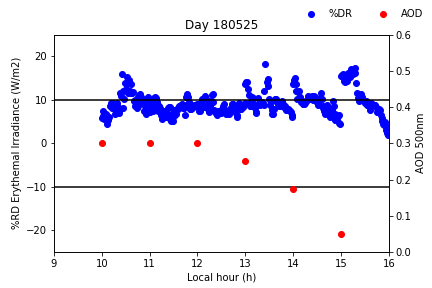 %DR AOD
Day 180525
%RD Erythemal Irradiance (W/m2)
20
10
0
−10
−20
0.6
0.5
0.4
0.3
0.2
0.1
0.0
AOD 500nm
9 10 11 12 13 14 15 16
Local hour (h)